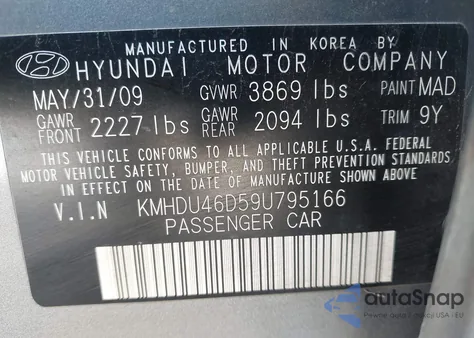 MANUFACTURED IN KOREA BY
HYUNDAI MOTOR COMPANY
MAY/31/09 GVWR 3869 lbs PAINT MAD
GAWR FRONT 2227 lbs GAWR REAR 2094 lbs TRIM 9Y
THIS VEHICLE CONFORMS TO ALL APPLICABLE U.S.A. FEDERAL
MOTOR VEHICLE SAFETY, BUMPER, AND THEFT PREVENTION STANDARDS
IN EFFECT ON THE DATE OF MANUFACTURE SHOWN ABOVE.
V.I.N KMHDU46D59U795166
PASSENGER CAR
autoSnap